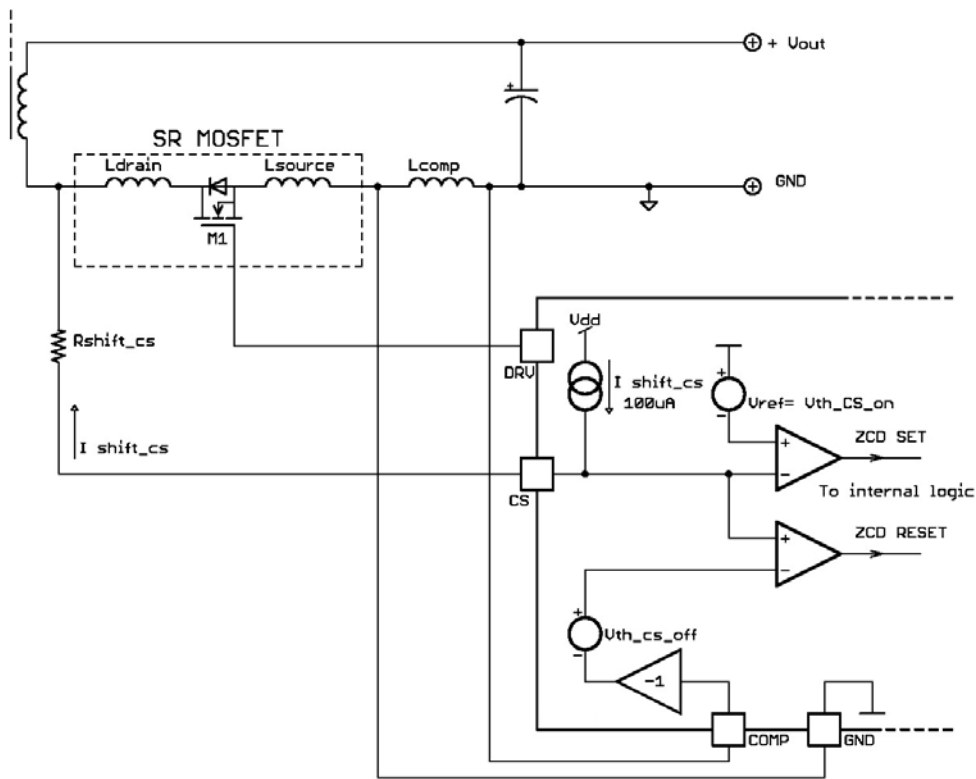 + Vout
SR MOSFET
Ldrain
Lsource
Lcomp
GND
M1
Rshift_cs
Vdd
DRV
I shift_cs
100uA
Vref= Vth_CS_on
I shift_cs
ZCD SET
CS
To internal logic
ZCD RESET
Vth_cs_off
-1
COMP
GND